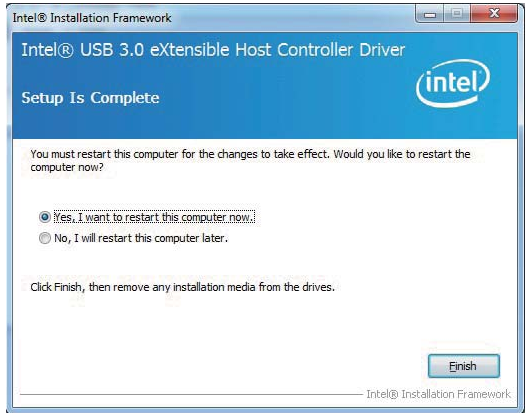 Intel® Installation Framework
Intel® USB 3.0 eXtensible Host Controller Driver
intel
Setup Is Complete
You must restart this computer for the changes to take effect. Would you like to restart the
computer now?
Yes, I want to restart this computer now.
No, I will restart this computer later.
Click Finish, then remove any installation media from the drives.
Finish
Intel® Installation Framework